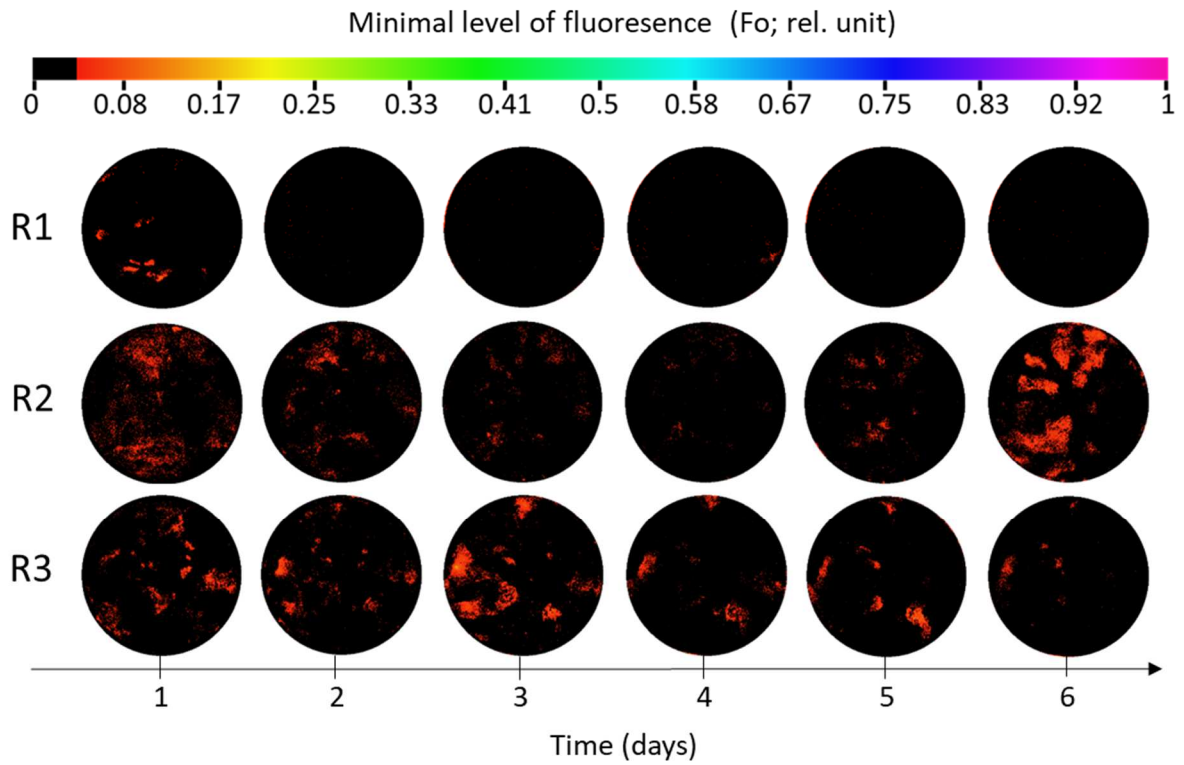 Minimal level of fluoresence (Fo; rel. unit)
0 0.08 0.17 0.25 0.33 0.41 0.5 0.58 0.67 0.75 0.83 0.92 1
R1
R2
R3
1 2 3 4 5 6
Time (days)